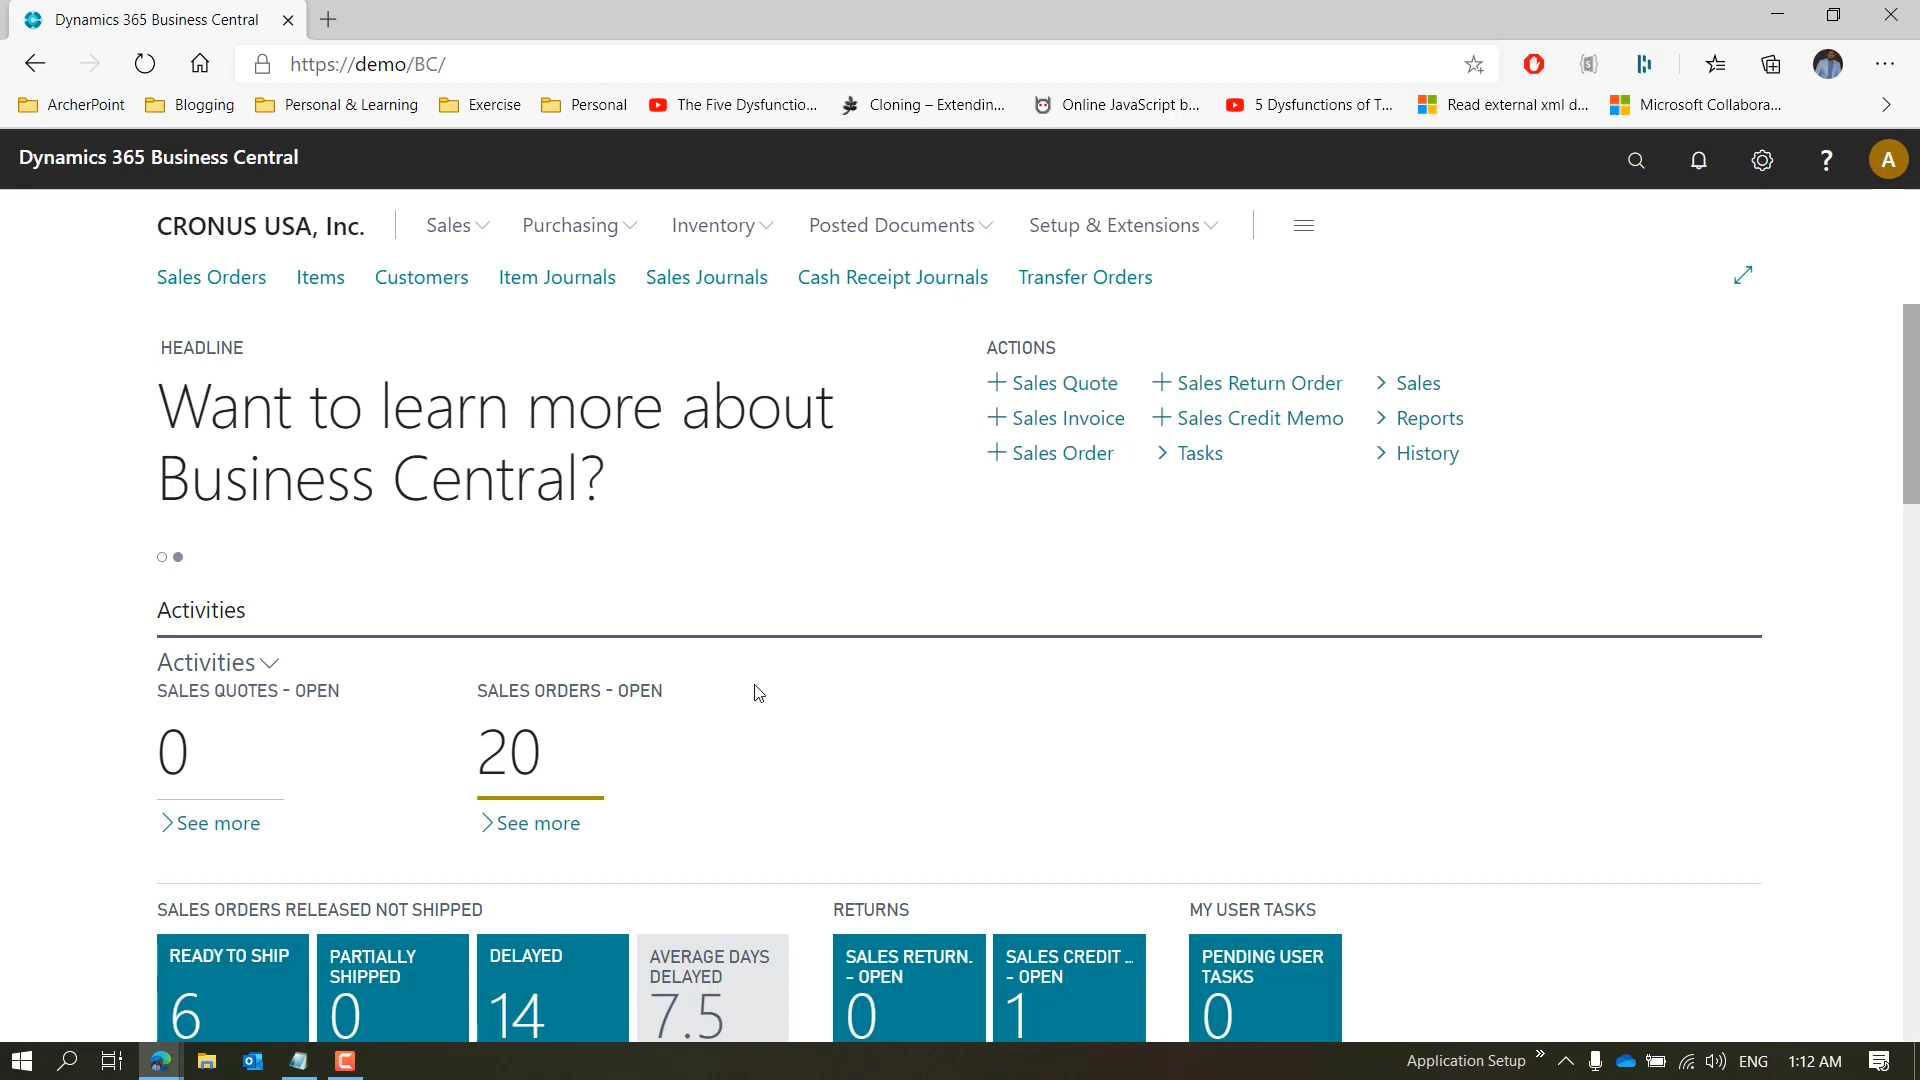 Dynamics 365 Business Central
https://demo/BC/
ArcherPoint Blogging Personal & Learning Exercise Personal The Five Dysfunctio... Cloning – Extendin... Online JavaScript b... 5 Dysfunctions of T... Read external xml d... Microsoft Collabora...
Dynamics 365 Business Central ? A
CRONUS USA, Inc. Sales Purchasing Inventory Posted Documents Setup & Extensions
Sales Orders Items Customers Item Journals Sales Journals Cash Receipt Journals Transfer Orders
HEADLINE
Want to learn more about
Business Central?
ACTIONS
+ Sales Quote + Sales Return Order > Sales
+ Sales Invoice + Sales Credit Memo > Reports
+ Sales Order > Tasks > History
Activities
Activities
SALES QUOTES - OPEN SALES ORDERS - OPEN
0 20
>See more >See more
SALES ORDERS RELEASED NOT SHIPPED RETURNS MY USER TASKS
READY TO SHIP
6
PARTIALLY
SHIPPED
0
DELAYED
14
AVERAGE DAYS
DELAYED
7.5
SALES RETURN.
- OPEN
0
SALES CREDIT ...
- OPEN
1
PENDING USER
TASKS
0
Application Setup » ENG 1:12 AM